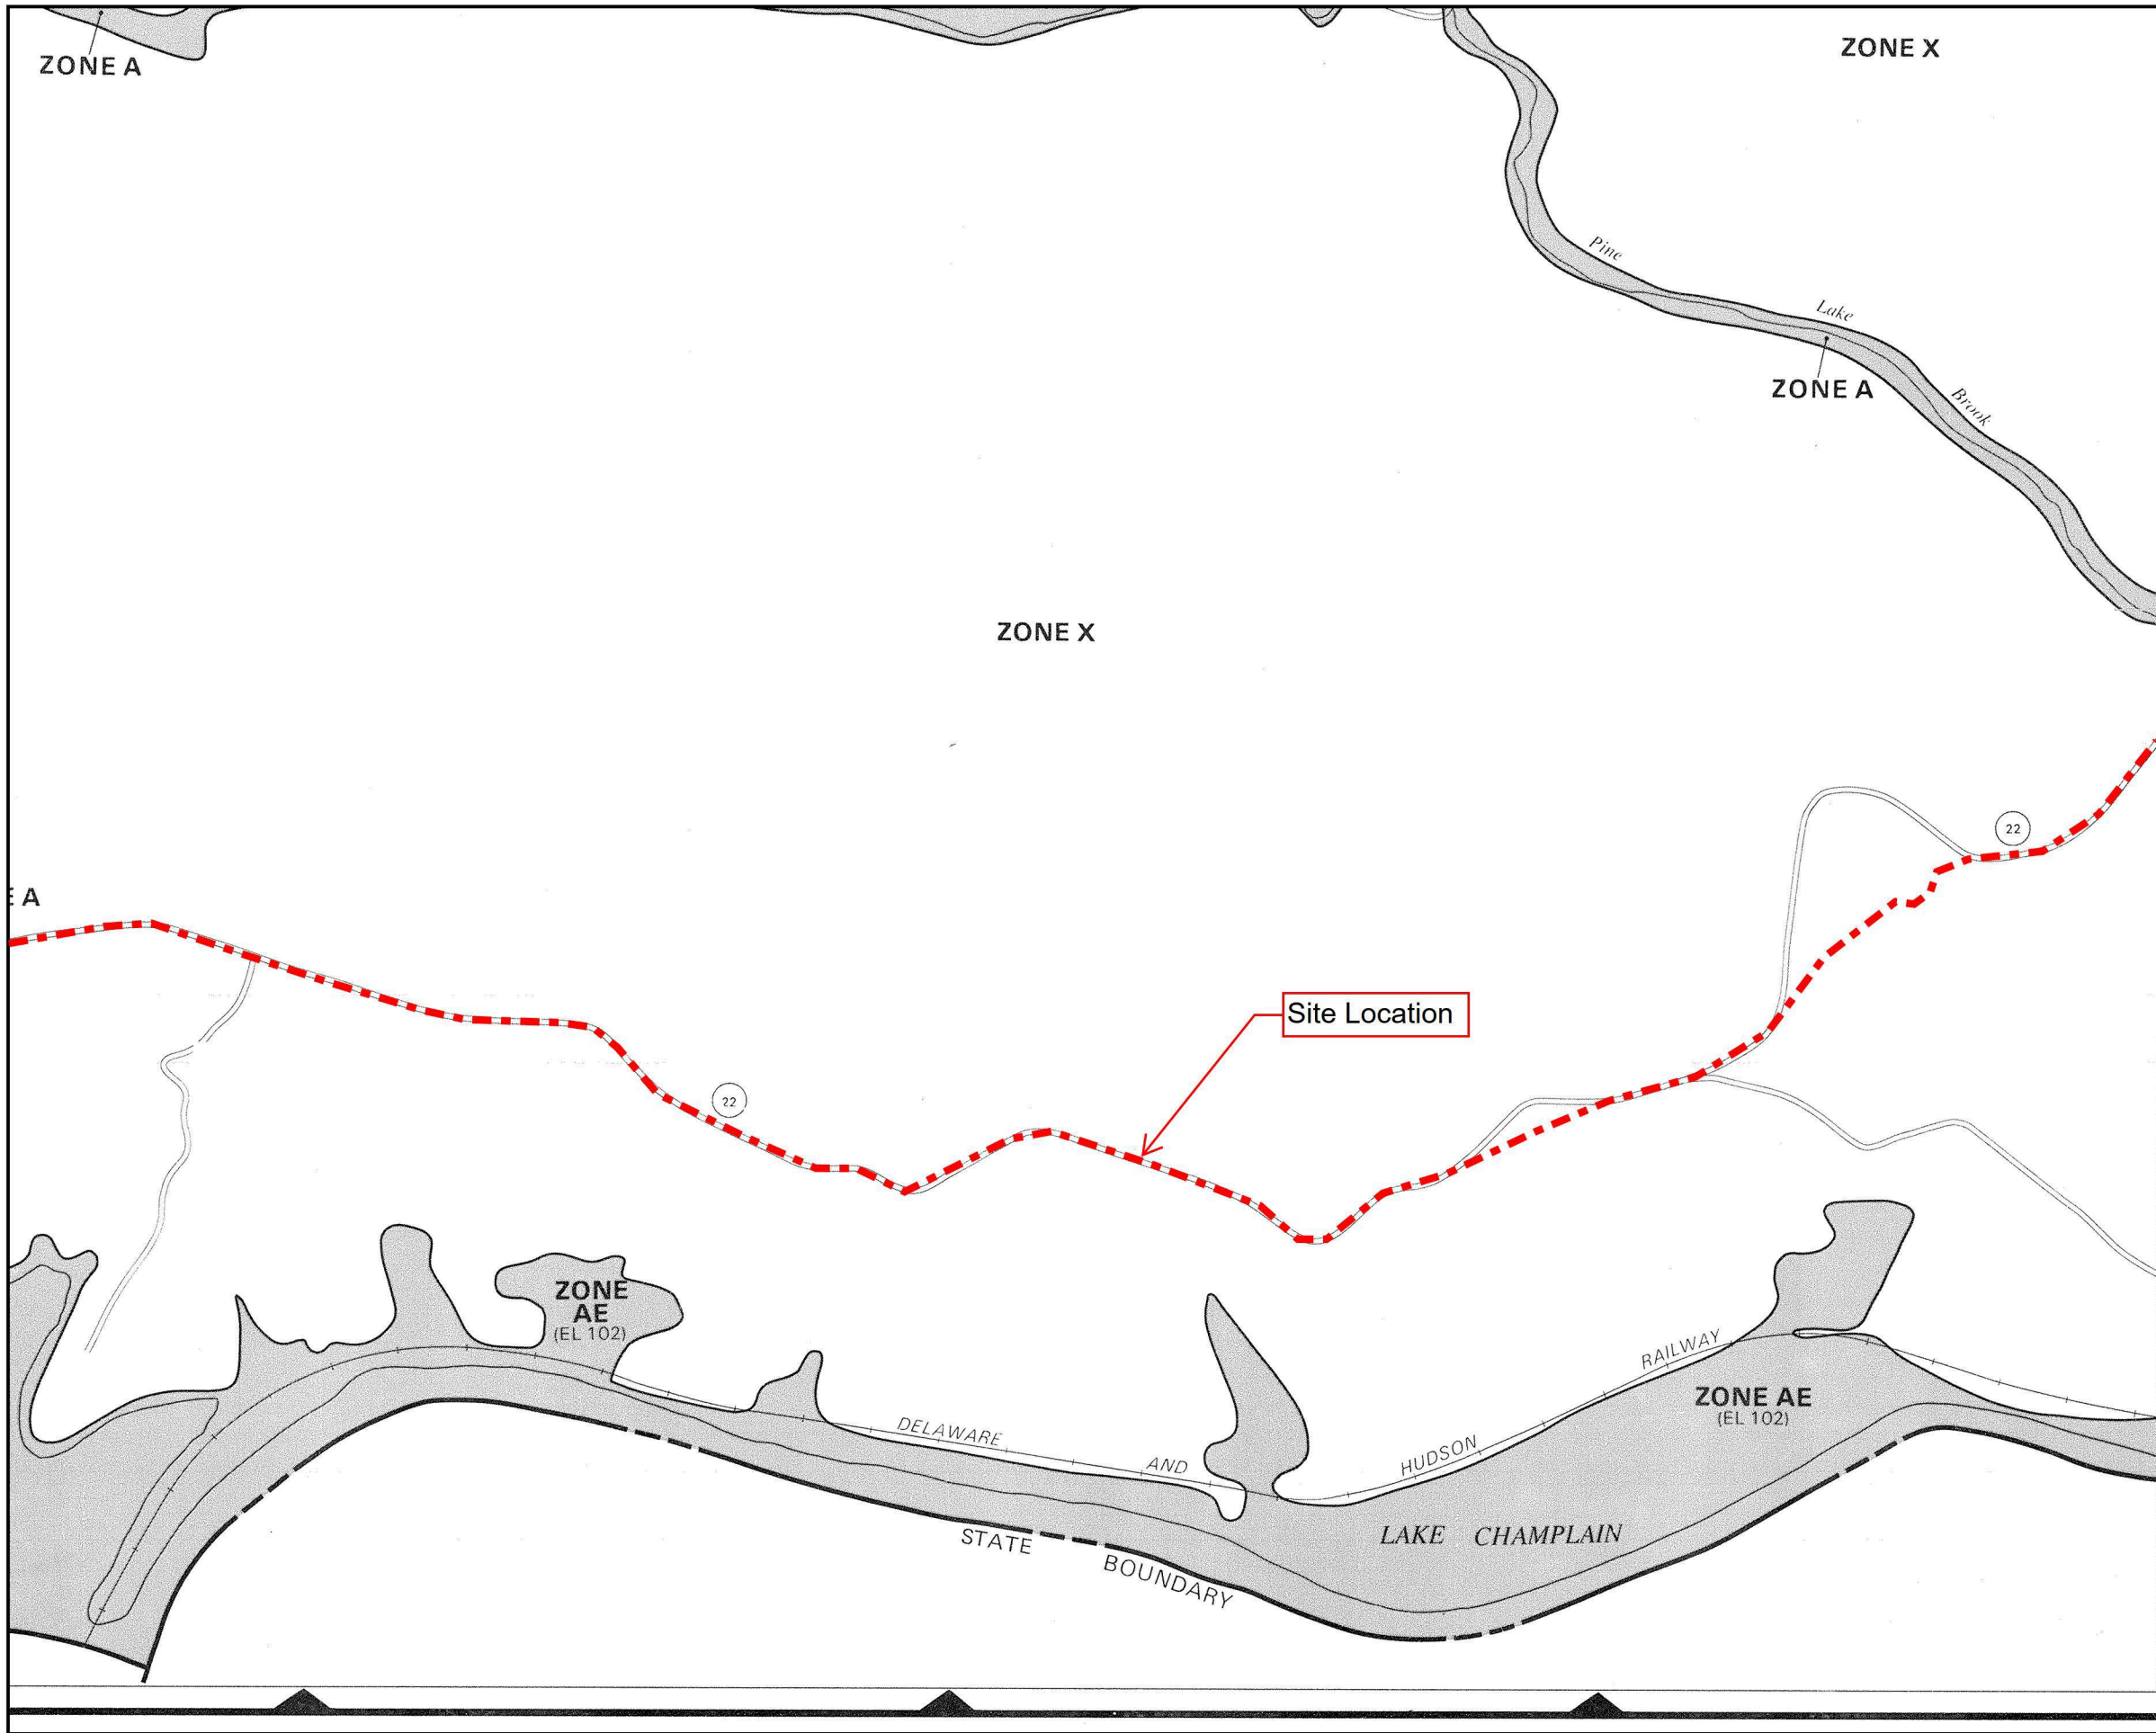 ZONE A
ZONE X
Pine
Lake
ZONE A
Brook
ZONE X
22
E A
Site Location
22
ZONE
AE
(EL 102)
RAILWAY
ZONE AE
(EL 102)
DELAWARE
AND
HUDSON
LAKE CHAMPLAIN
STATE
BOUNDARY